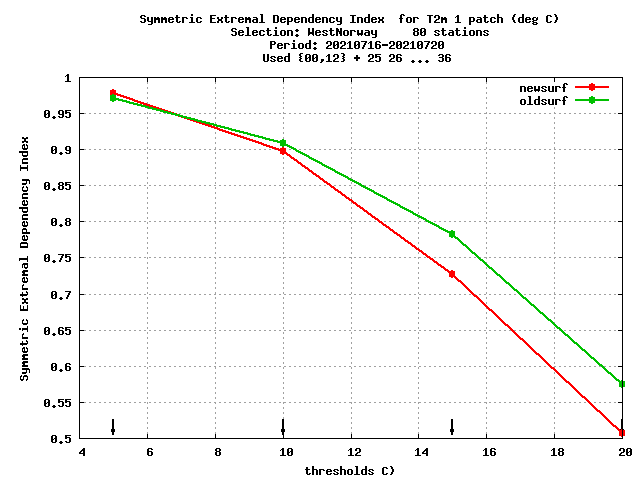 Symmetric Extremal Dependency Index  for T2m 1 patch (deg C)
Selection: WestNorway     80 stations
Period: 20210716-20210720
Used {00,12} + 25 26 ... 36
newsurf
oldsurf
Symmetric Extremal Dependency Index
1
0.95
0.9
0.85
0.8
0.75
0.7
0.65
0.6
0.55
0.5
4 6 8 10 12 14 16 18 20
thresholds C)